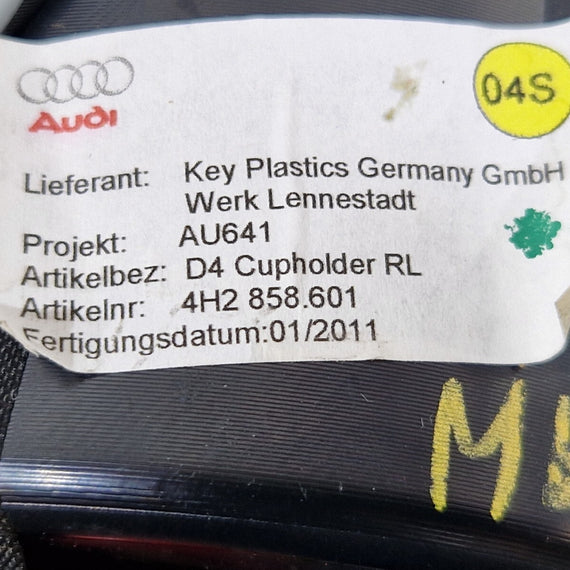 Audi
04S
Lieferant: Key Plastics Germany GmbH
Werk Lennestadt
Projekt: AU641
Artikelbez: D4 Cupholder RL
Artikelnr: 4H2 858.601
Fertigungsdatum:01/2011